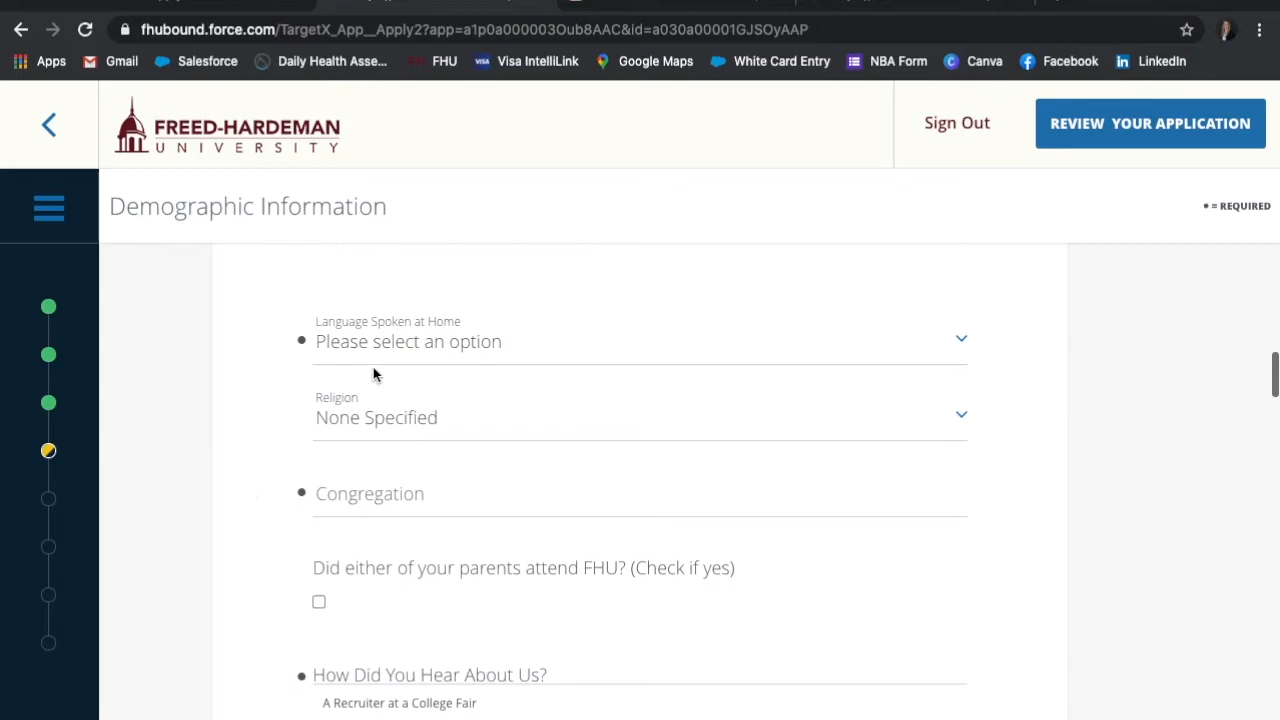 fhubound.force.com/TargetX_App__Apply2?app=a1p0a000003Oub8AAC&id=a030a00001GJSOyAAP
Apps Gmail Salesforce Daily Health Asse... FHU VISA Visa IntelliLink Google Maps White Card Entry NBA Form C Canva Facebook in LinkedIn
FREED-HARDEMAN
UNIVERSITY
Sign Out
REVIEW YOUR APPLICATION
Demographic Information
• = REQUIRED
Language Spoken at Home
Please select an option
Religion
None Specified
Congregation
Did either of your parents attend FHU? (Check if yes)
How Did You Hear About Us?
A Recruiter at a College Fair